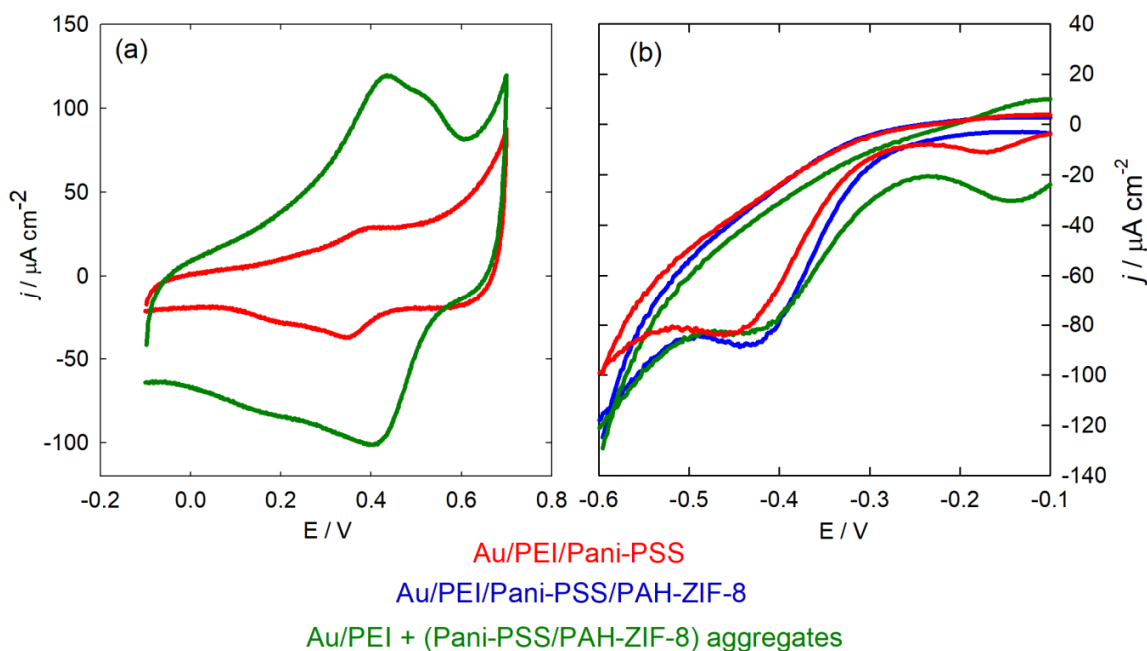 (a)
150
100
50
0
-50
-100
j / µA cm-2
-0.2 0.0 0.2 0.4 0.6 0.8
E / V
(b)
40
20
0
-20
-40
-60
-80
-100
-120
-140
j / µA cm-2
-0.6 -0.5 -0.4 -0.3 -0.2 -0.1
E / V
Au/PEI/Pani-PSS
Au/PEI/Pani-PSS/PAH-ZIF-8
Au/PEI + (Pani-PSS/PAH-ZIF-8) aggregates